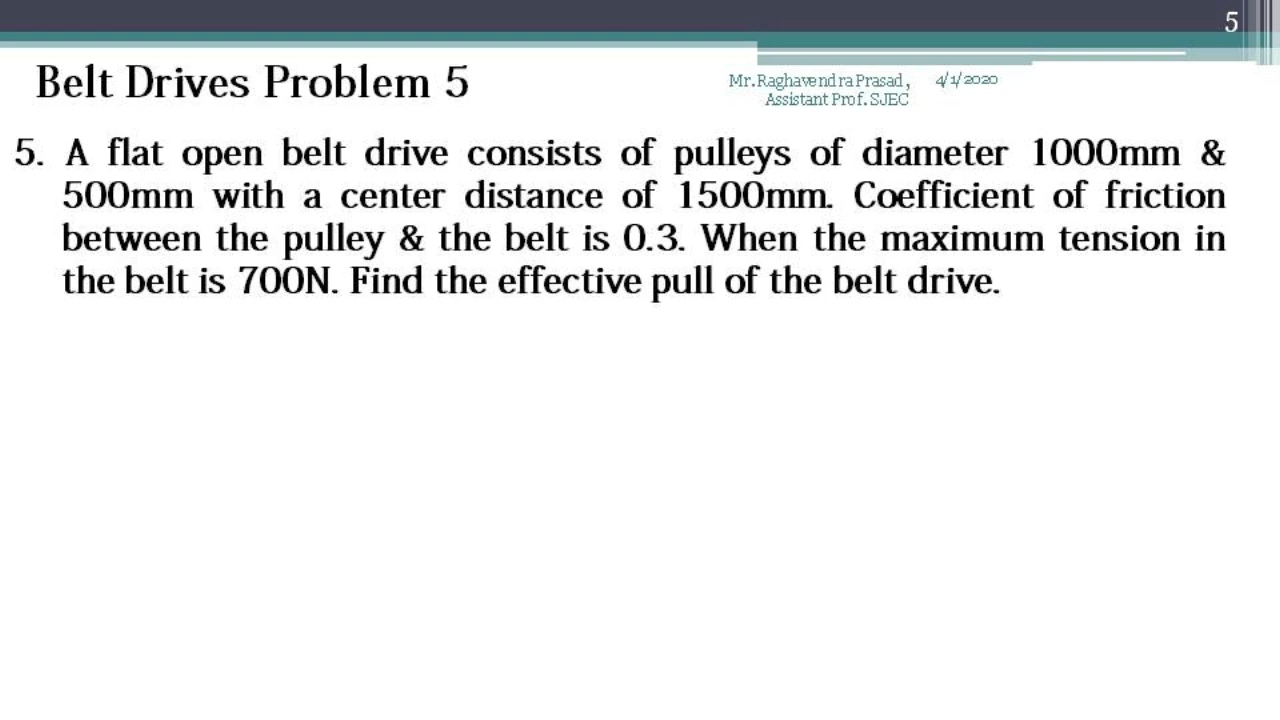 5
Belt Drives Problem 5
Mr.Raghavendra Prasad, 4/1/2020
Assistant Prof. SJEC
5. A flat open belt drive consists of pulleys of diameter 1000mm &
500mm with a center distance of 1500mm. Coefficient of friction
between the pulley & the belt is 0.3. When the maximum tension in
the belt is 700N. Find the effective pull of the belt drive.